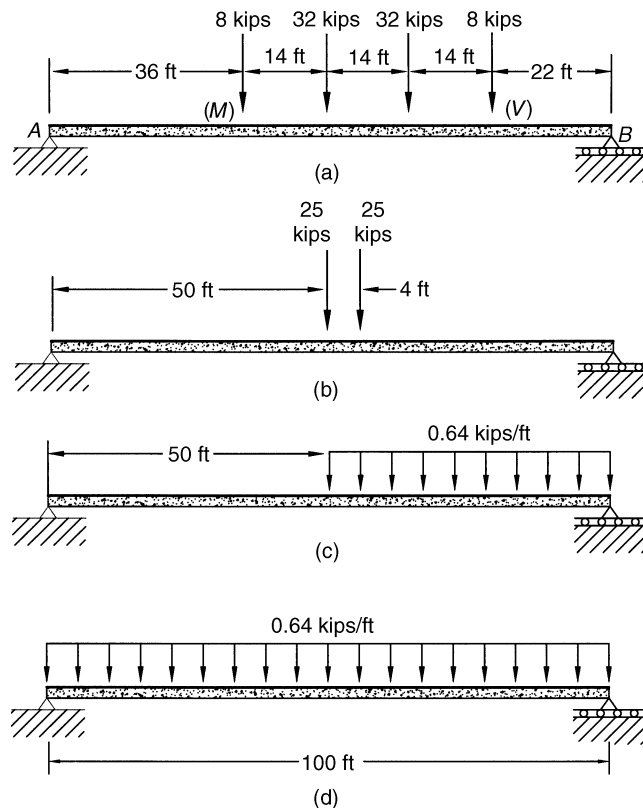 8 kips 32 kips 32 kips 8 kips
36 ft 14 ft 14 ft 14 ft 22 ft
(M) (V)
A B
(a)
25 25
kips kips
50 ft 4 ft
(b)
0.64 kips/ft
50 ft
(c)
0.64 kips/ft
100 ft
(d)